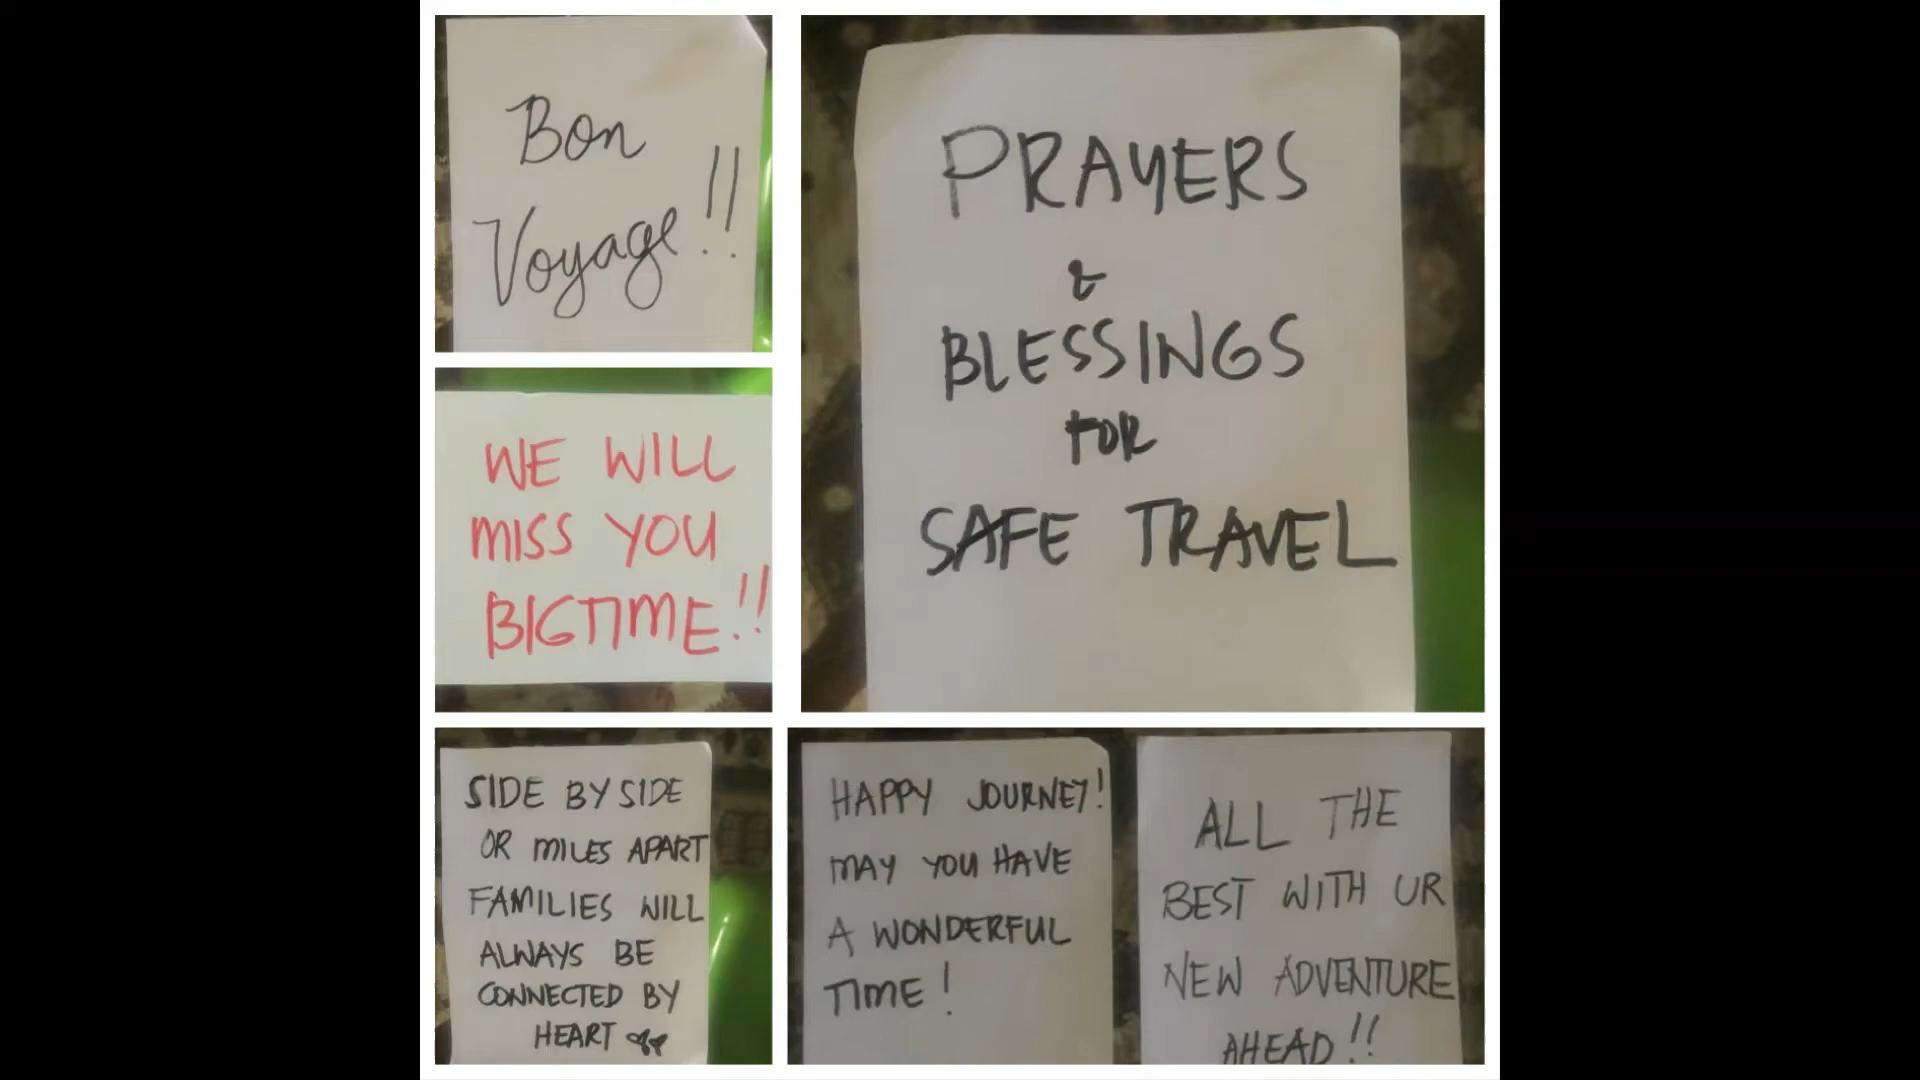 Bon
Voyage!!
PRAYERS
&
BLESSINGS
FOR
SAFE TRAVEL
WE WILL
MISS YOU
BIGTIME!!
SIDE BY SIDE
OR MILES APART
FAMILIES WILL
ALWAYS BE
CONNECTED BY
HEART
HAPPY JOURNEY!
MAY YOU HAVE
A WONDERFUL
TIME!
ALL THE
BEST WITH UR
NEW ADVENTURE
AHEAD!!